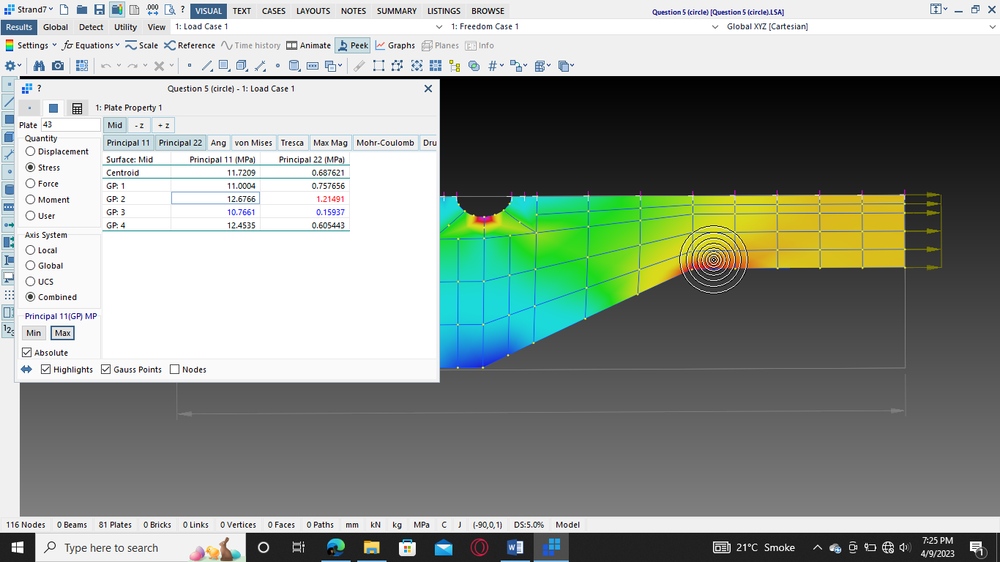 Strand7 .000 ? VISUAL TEXT CASES LAYOUTS NOTES SUMMARY LISTINGS BROWSE Question 5 (circle) [Question 5 (circle).LSA]
Results Global Detect Utility View 1: Load Case 1 1: Freedom Case 1 Global XYZ [Cartesian]
Settings Equations Scale Reference Time history Animate Peek Graphs Planes Info
? Question 5 (circle) - 1: Load Case 1
1: Plate Property 1
Plate 43 Mid - z + z
Quantity Principal 11 Principal 22 Ang von Mises Tresca Max Mag Mohr-Coulomb Dru
Displacement Surface: Mid Principal 11 (MPa) Principal 22 (MPa)
Stress Centroid 11.7209 0.687621
Force GP: 1 11.0004 0.757656
Moment GP: 2 12.6766 1.21491
User GP: 3 10.7661 0.15937
GP: 4 12.4535 0.605443
Axis System
Local
Global
UCS
Combined
Principal 11(GP) MP
Min Max
Absolute
Highlights Gauss Points Nodes
116 Nodes 0 Beams 81 Plates 0 Bricks 0 Links 0 Vertices 0 Faces 0 Paths mm kN kg MPa C J (-90,0,1) DS:5.0% Model
Type here to search 21°C Smoke 7:25 PM
4/9/2023 1